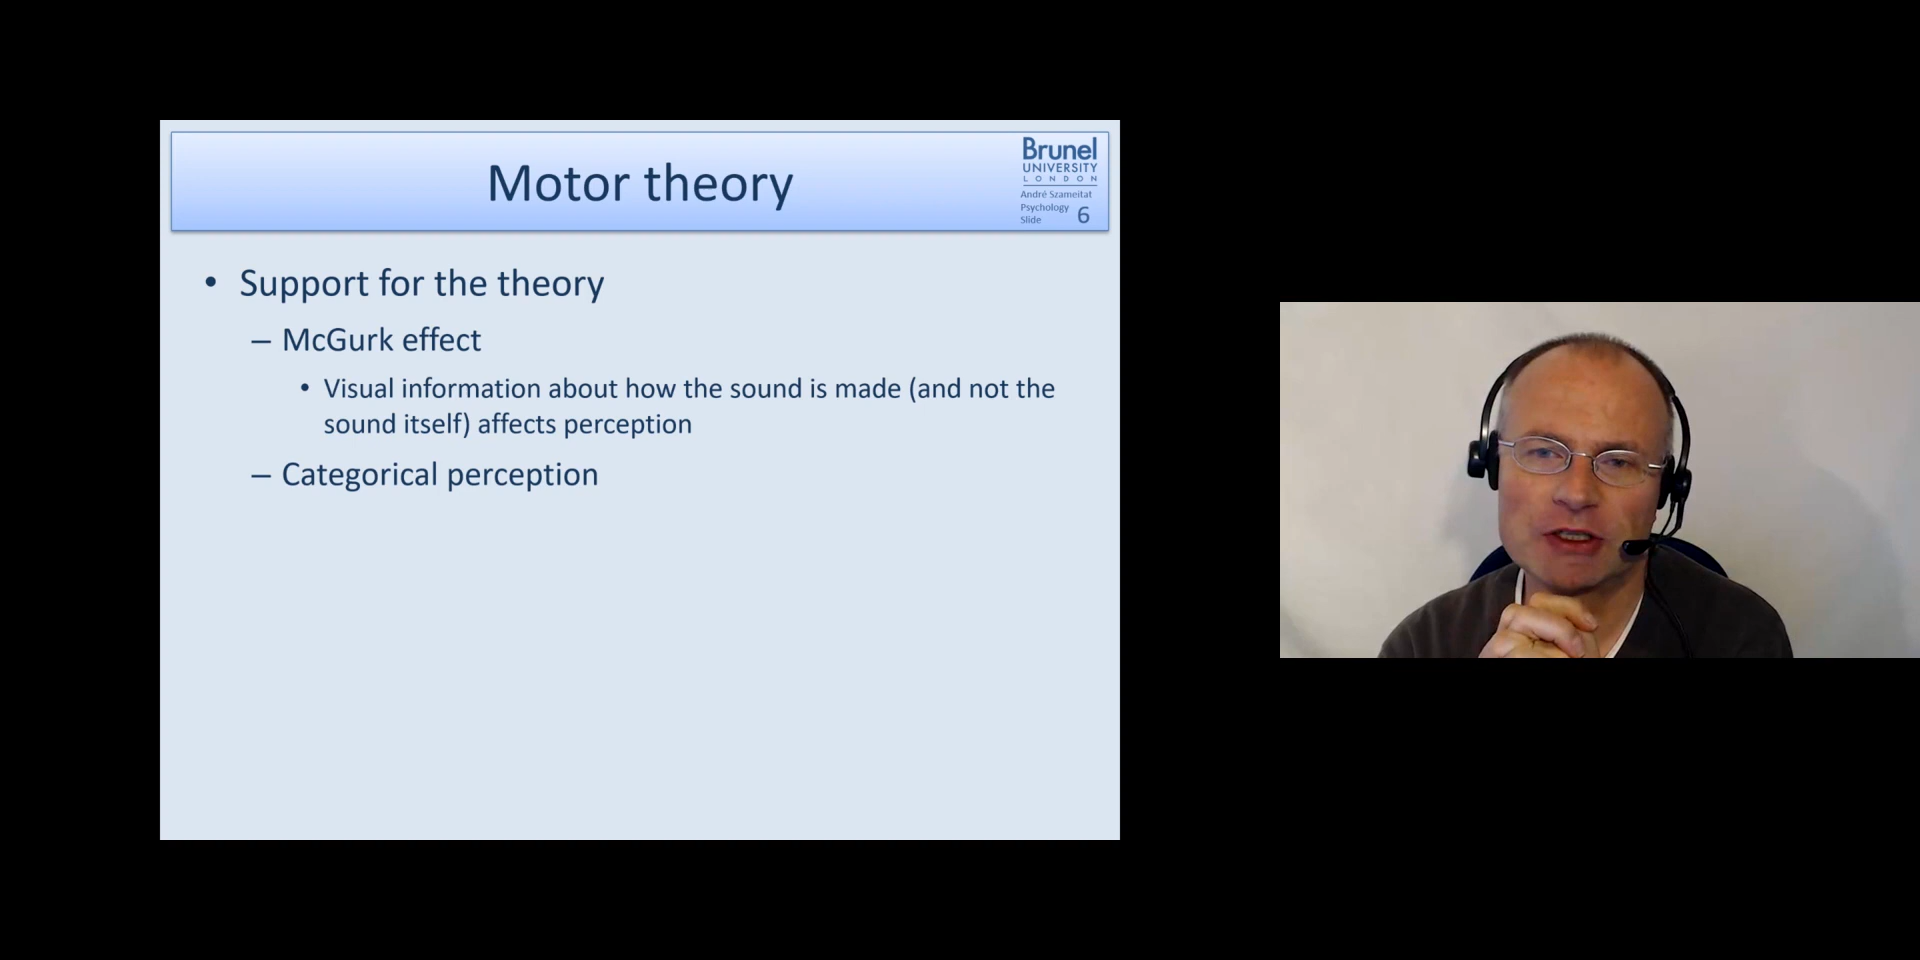 Motor theory
Brunel
UNIVERSITY
LONDON
André Szameitat
Psychology
Slide 6
• Support for the theory
– McGurk effect
• Visual information about how the sound is made (and not the
sound itself) affects perception
– Categorical perception